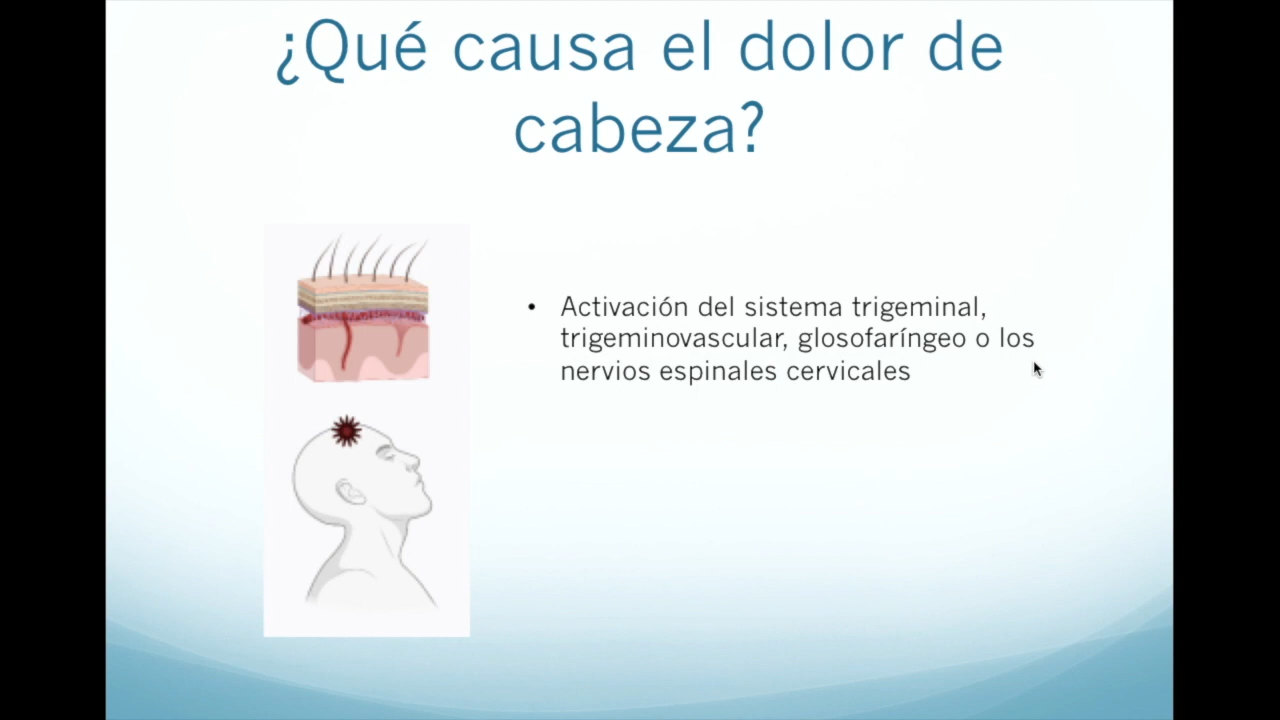 ¿Qué causa el dolor de
cabeza?
• Activación del sistema trigeminal,
trigeminovascular, glosofaríngeo o los
nervios espinales cervicales